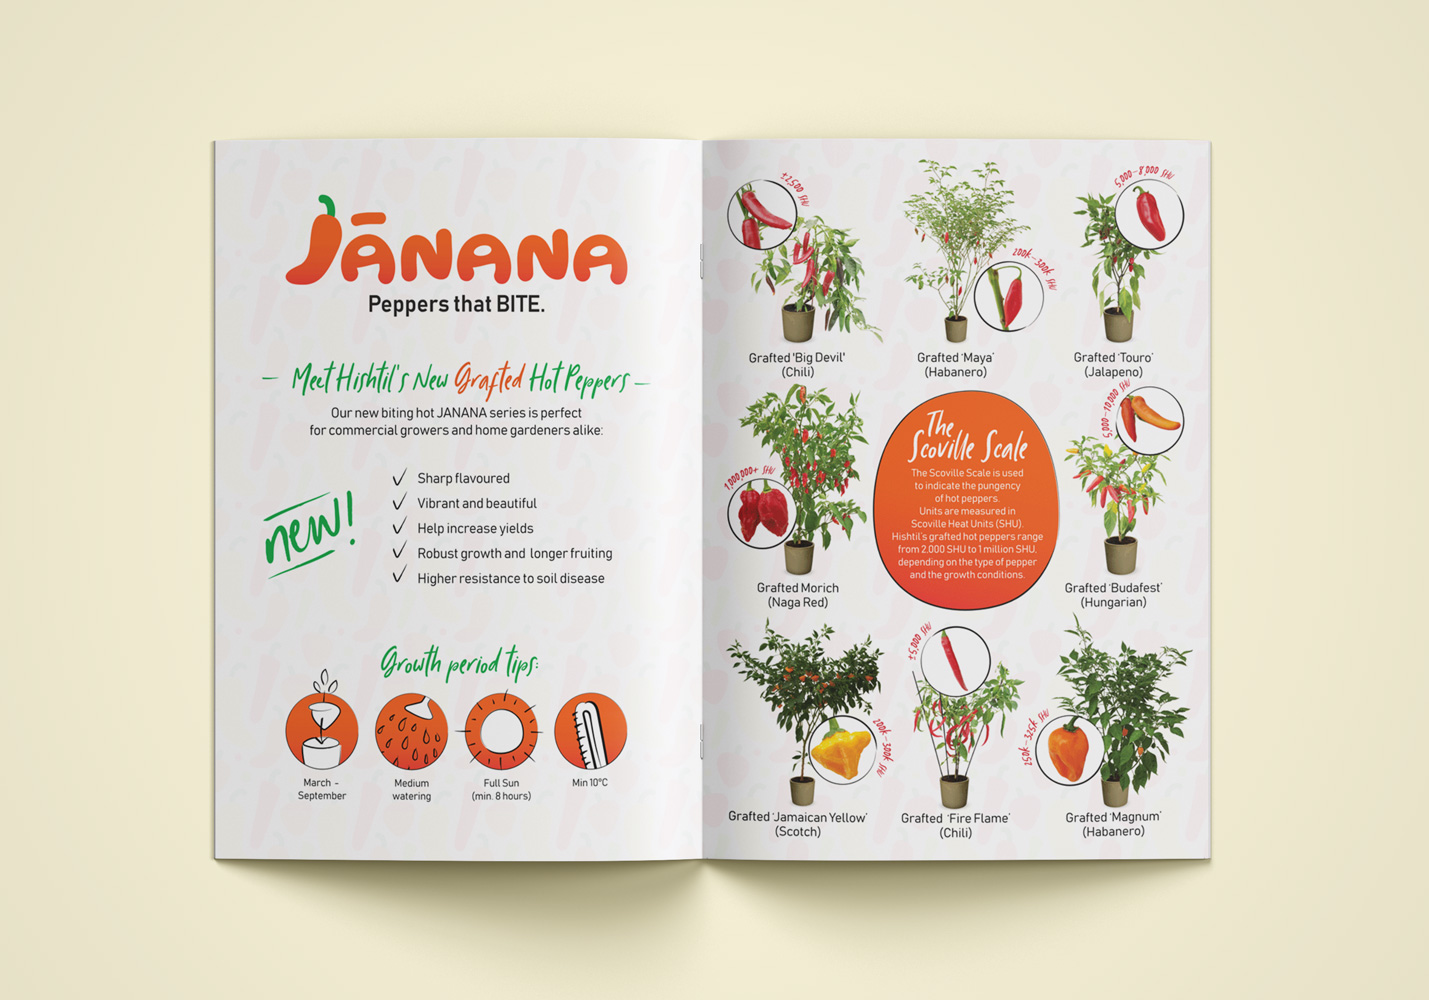 JĀNANA
Peppers that BITE.
Meet Hishtil's New Grafted Hot Peppers
Our new biting hot JANANA series is perfect
for commercial growers and home gardeners alike:
new!
✓ Sharp flavoured
✓ Vibrant and beautiful
✓ Help increase yields
✓ Robust growth and longer fruiting
✓ Higher resistance to soil disease
Growth period tips:
March -
September
Medium
watering
Full Sun
(min. 8 hours)
Min 10°C
±2,500 SHU
Grafted 'Big Devil'
(Chili)
200K-300K SHU
Grafted 'Maya'
(Habanero)
5,000-8,000 SHU
Grafted 'Touro'
(Jalapeno)
1,000,000+ SHU
Grafted Morich
(Naga Red)
The
Scoville Scale
The Scoville Scale is used
to indicate the pungency
of hot peppers.
Units are measured in
Scoville Heat Units (SHU).
Hishtil's grafted hot peppers range
from 2.000 SHU to 1 million SHU.
depending on the type of pepper
and the growth conditions.
5,000-10,000 SHU
Grafted 'Budafest'
(Hungarian)
200K-300K SHU
Grafted 'Jamaican Yellow'
(Scotch)
±5,000 SHU
Grafted 'Fire Flame'
(Chili)
250K-325K SHU
Grafted 'Magnum'
(Habanero)